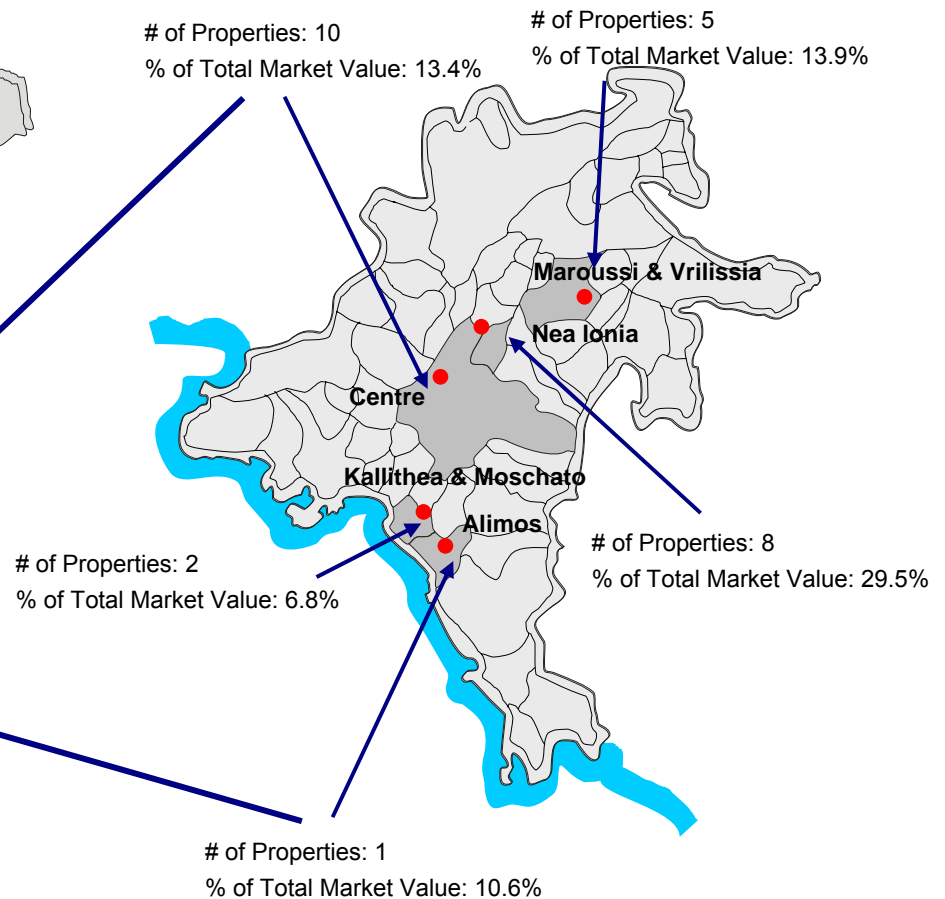 # of Properties: 5
# of Properties: 10
% of Total Market Value: 13.9%
% of Total Market Value: 13.4%
Maroussi & Vrilissia
Nea Ionia
Centre
Kallithea & Moschato
Alimos
# of Properties: 8
% of Total Market Value: 29.5%
# of Properties: 2
% of Total Market Value: 6.8%
# of Properties: 1
% of Total Market Value: 10.6%